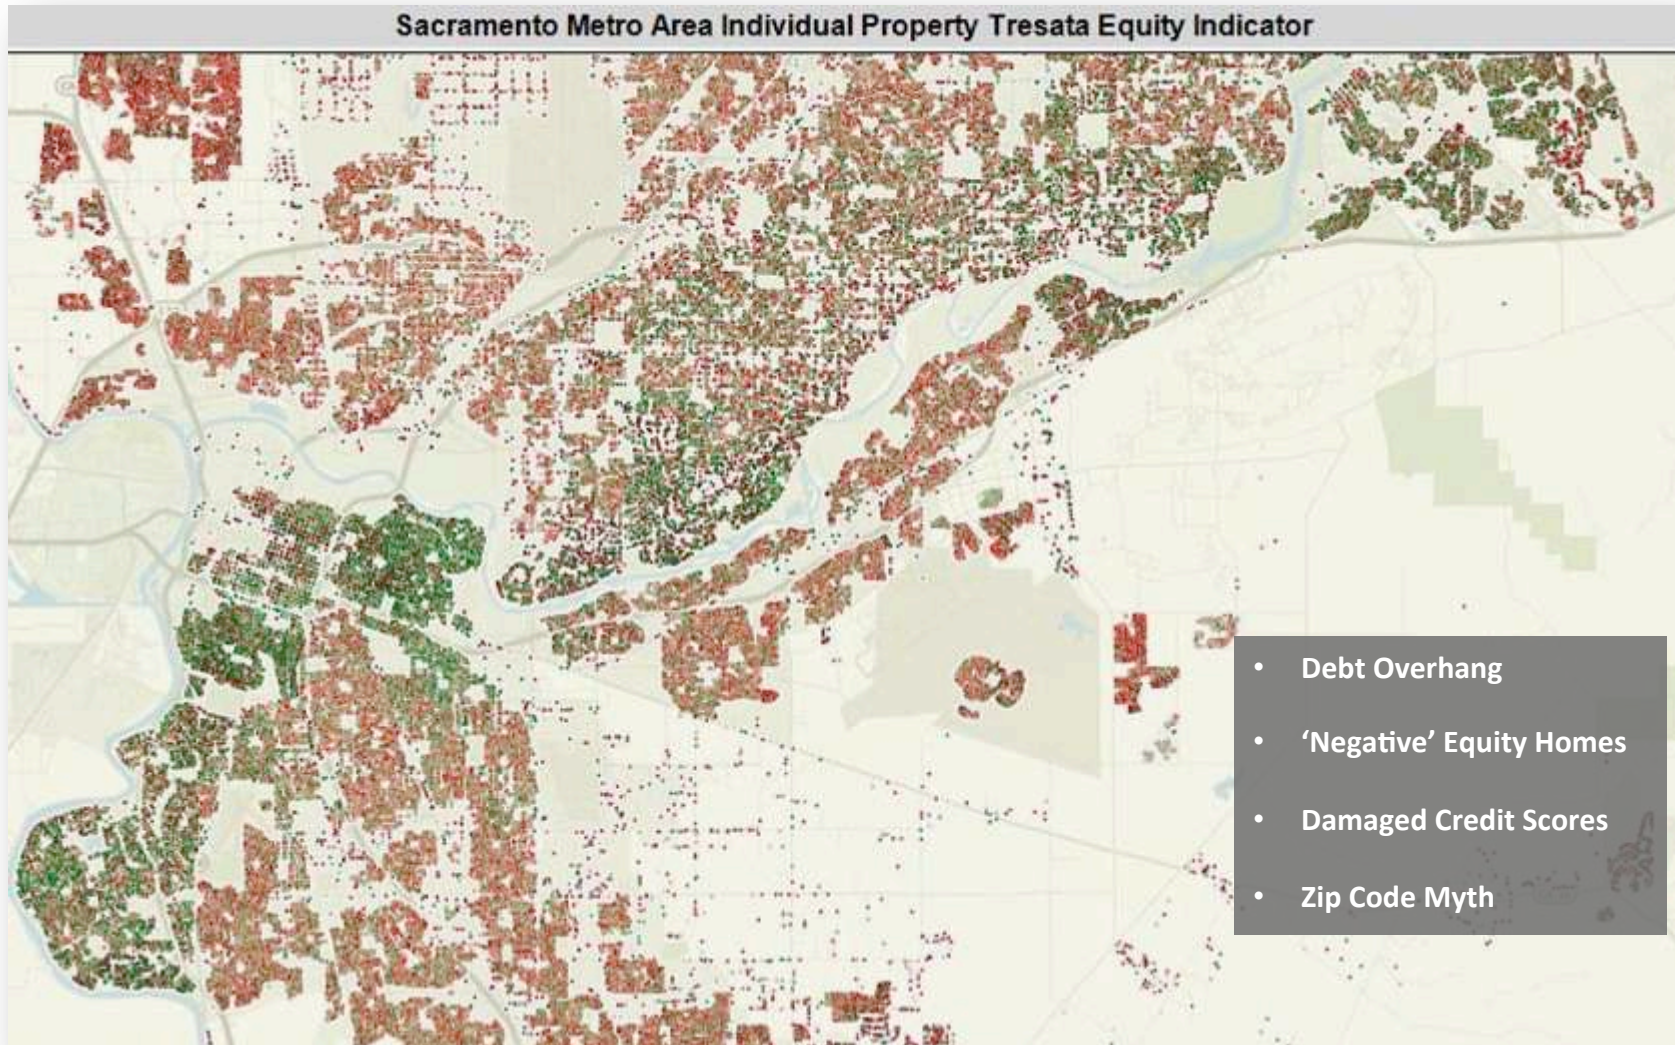 Sacramento Metro Area Individual Property Tresata Equity Indicator
• Debt Overhang
• ‘Negative’ Equity Homes
• Damaged Credit Scores
• Zip Code Myth